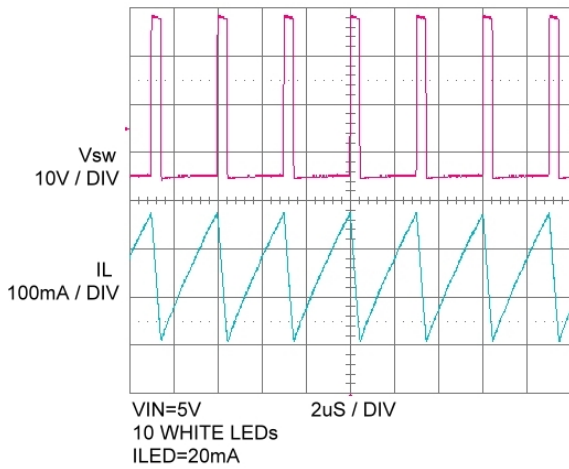 Vsw
10V / DIV
IL
100mA / DIV
VIN=5V
2uS / DIV
10 WHITE LEDs
ILED=20mA